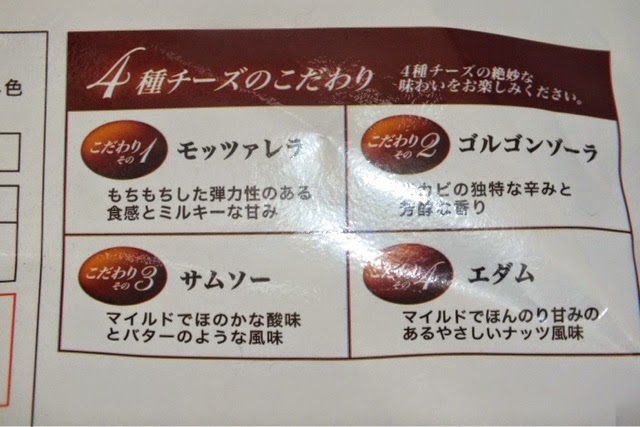 色
4種チーズのこだわり
4種チーズの絶妙な
味わいをお楽しみください。
こだわり
その1
モッツァレラ
もちもちした弾力性のある
食感とミルキーな甘み
こだわり
その2
ゴルゴンゾーラ
カビの独特な辛みと
芳醇な香り
こだわり
その3
サムソー
マイルドでほのかな酸味
とバターのような風味
こだわり
その4
エダム
マイルドでほんのり甘みの
あるやさしいナッツ風味